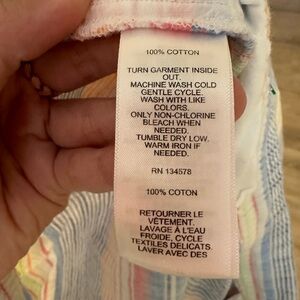 100% COTTON
TURN GARMENT INSIDE
OUT.
MACHINE WASH COLD
GENTLE CYCLE.
WASH WITH LIKE
COLORS.
ONLY NON-CHLORINE
BLEACH WHEN
NEEDED.
TUMBLE DRY LOW.
WARM IRON IF
NEEDED.
RN 134578
100% COTON
RETOURNER LE
VÊTEMENT.
LAVAGE À L'EAU
FROIDE, CYCLE
TEXTILES DELICATS.
LAVER AVEC DES